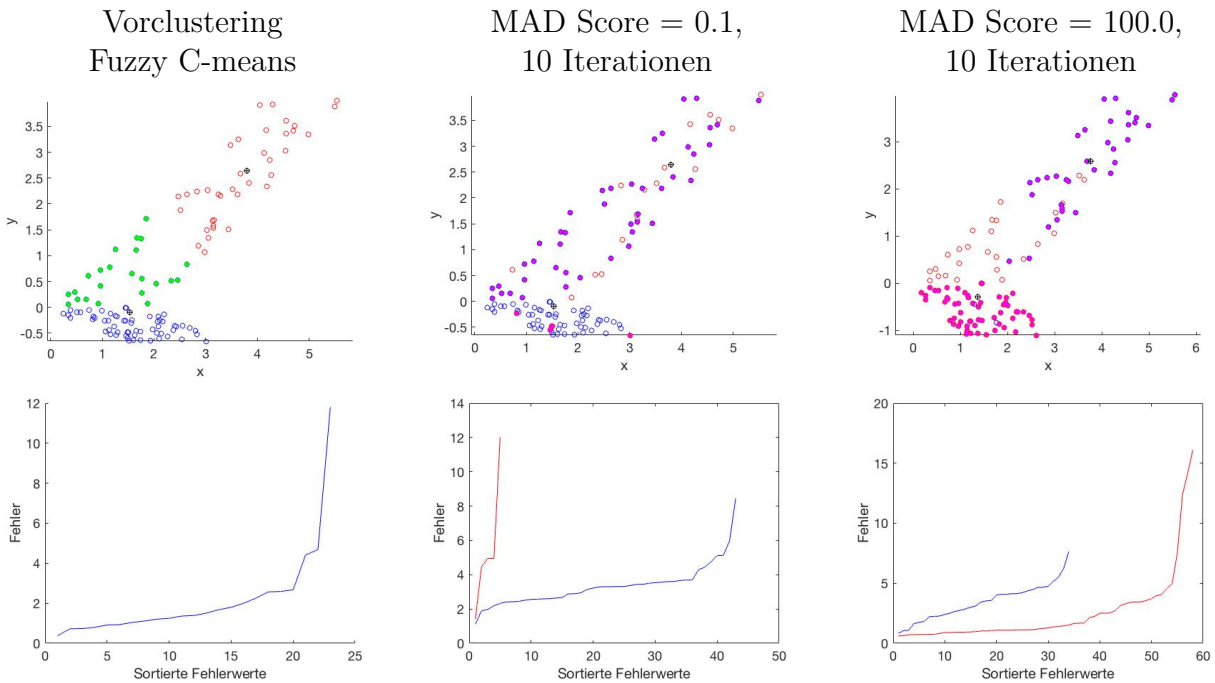 Vorclustering
Fuzzy C-means
MAD Score = 0.1,
10 Iterationen
MAD Score = 100.0,
10 Iterationen
3.5
3
2.5
2
1.5
1
0.5
0
-0.5
y
0 1 2 3 4 5
x
3.5
3
2.5
2
1.5
1
0.5
0
-0.5
y
0 1 2 3 4 5 6
x
4
3
2
1
0
-1
y
0 1 2 3 4 5 6
x
12
10
8
6
4
2
0
Fehler
0 5 10 15 20 25
Sortierte Fehlerwerte
14
12
10
8
6
4
2
0
Fehler
0 10 20 30 40 50
Sortierte Fehlerwerte
20
15
10
5
0
Fehler
0 10 20 30 40 50 60
Sortierte Fehlerwerte